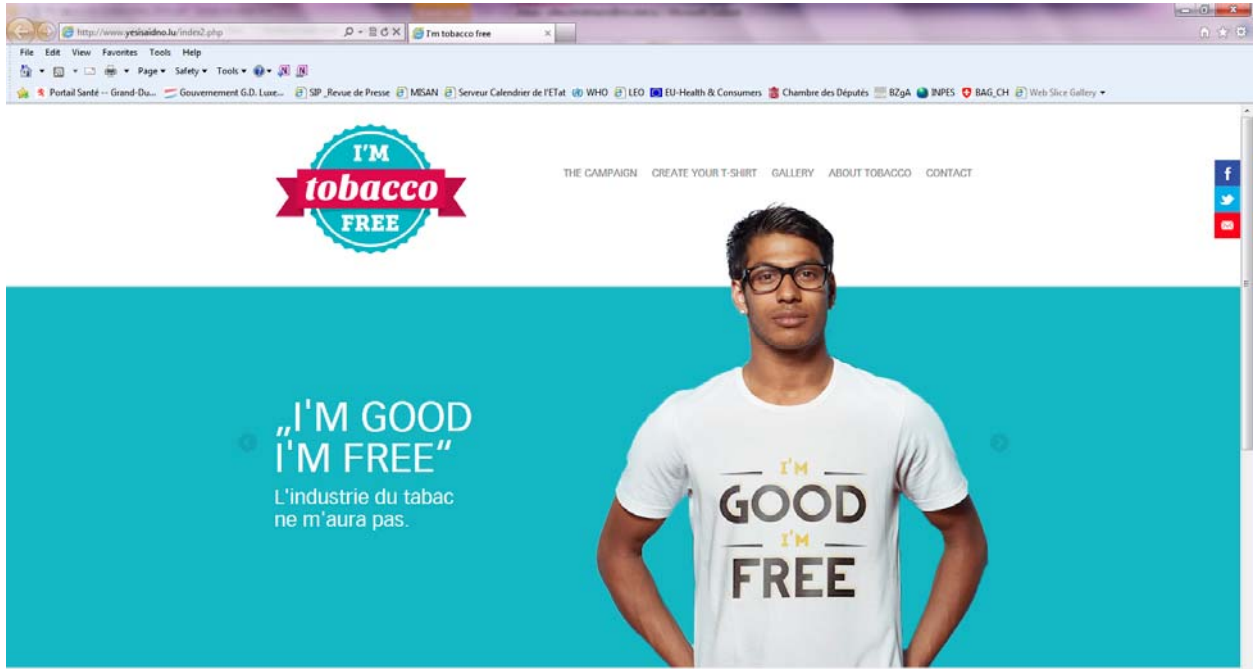 http://www.yesisaidno.lu/index2.php
I'm tobacco free
File Edit View Favorites Tools Help
Page Safety Tools
Portail Santé -- Grand-Du... Gouvernement G.D. Luxe... SIP_Revue de Presse MISAN Serveur Calendrier de l'ETat WHO LEO EU-Health & Consumers Chambre des Députés BZgA INPES BAG_CH Web Slice Gallery
I'M
tobacco
FREE
THE CAMPAIGN CREATE YOUR T-SHIRT GALLERY ABOUT TOBACCO CONTACT
„I'M GOOD
I'M FREE“
L'industrie du tabac
ne m'aura pas.
I'M
GOOD
I'M
FREE